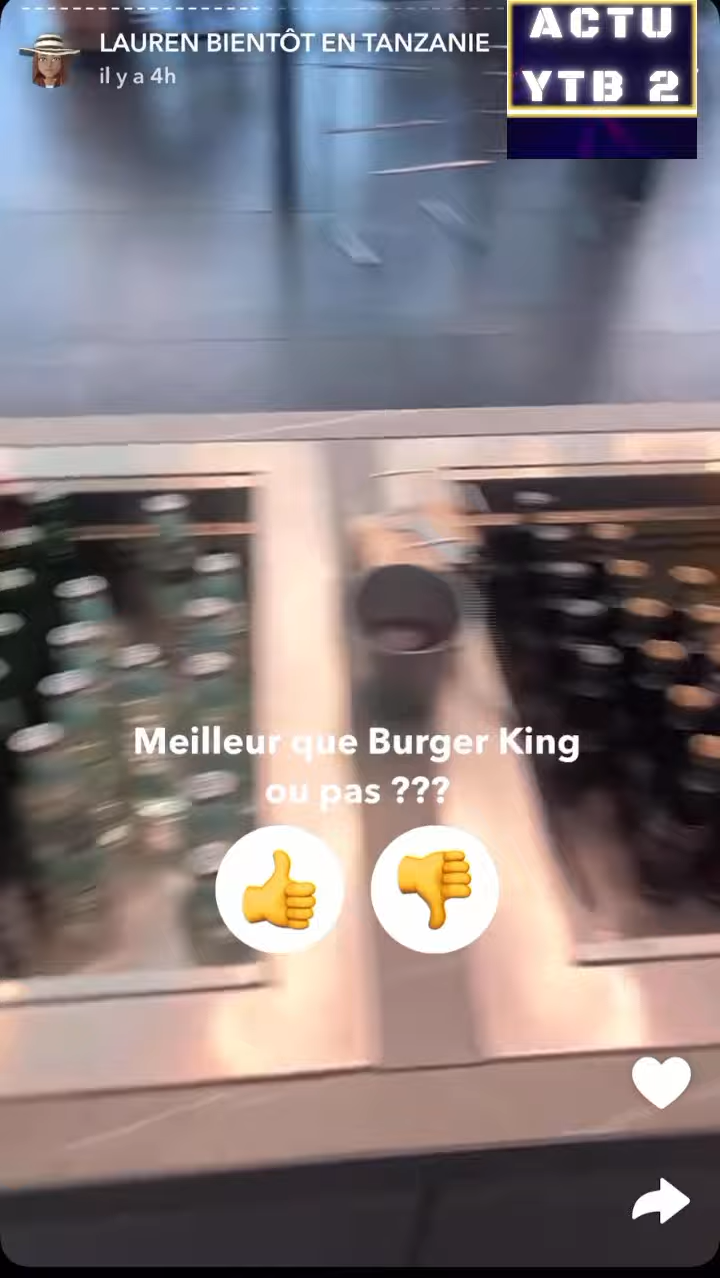 LAUREN BIENTÔT EN TANZANIE
il y a 4h
ACTU
YTB 2
Meilleur que Burger King
ou pas ???